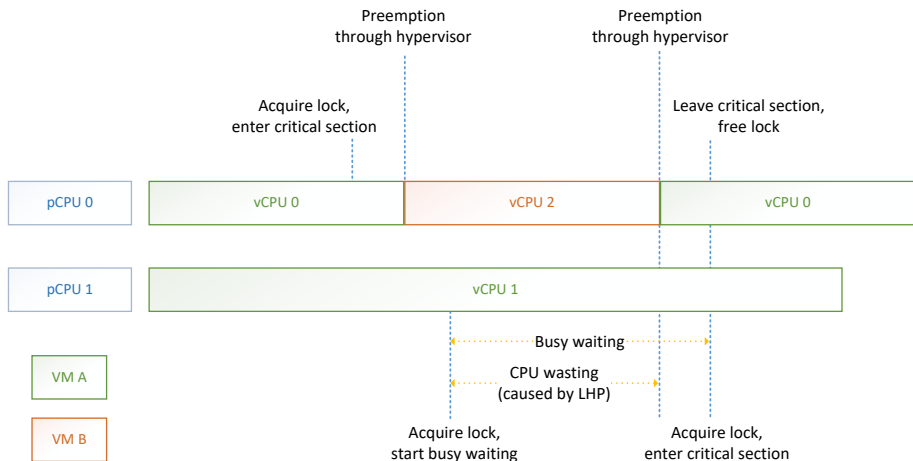 Preemption
through hypervisor
Preemption
through hypervisor
Acquire lock,
enter critical section
Leave critical section,
free lock
pCPU 0
vCPU 0
vCPU 2
vCPU 0
pCPU 1
vCPU 1
Busy waiting
VM A
CPU wasting
(caused by LHP)
VM B
Acquire lock,
start busy waiting
Acquire lock,
enter critical section